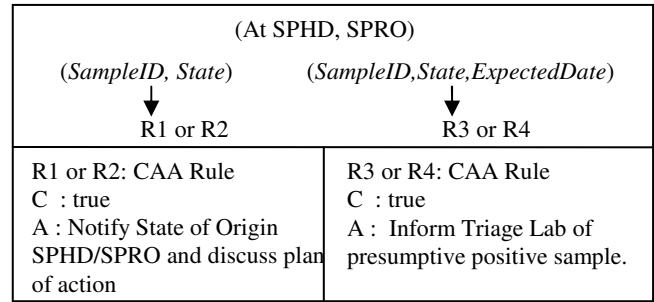 (At SPHD, SPRO)
(SampleID, State)
(SampleID,State,ExpectedDate)
R1 or R2
R3 or R4
R1 or R2: CAA Rule
C : true
A : Notify State of Origin
SPHD/SPRO and discuss plan
of action
R3 or R4: CAA Rule
C : true
A : Inform Triage Lab of
presumptive positive sample.